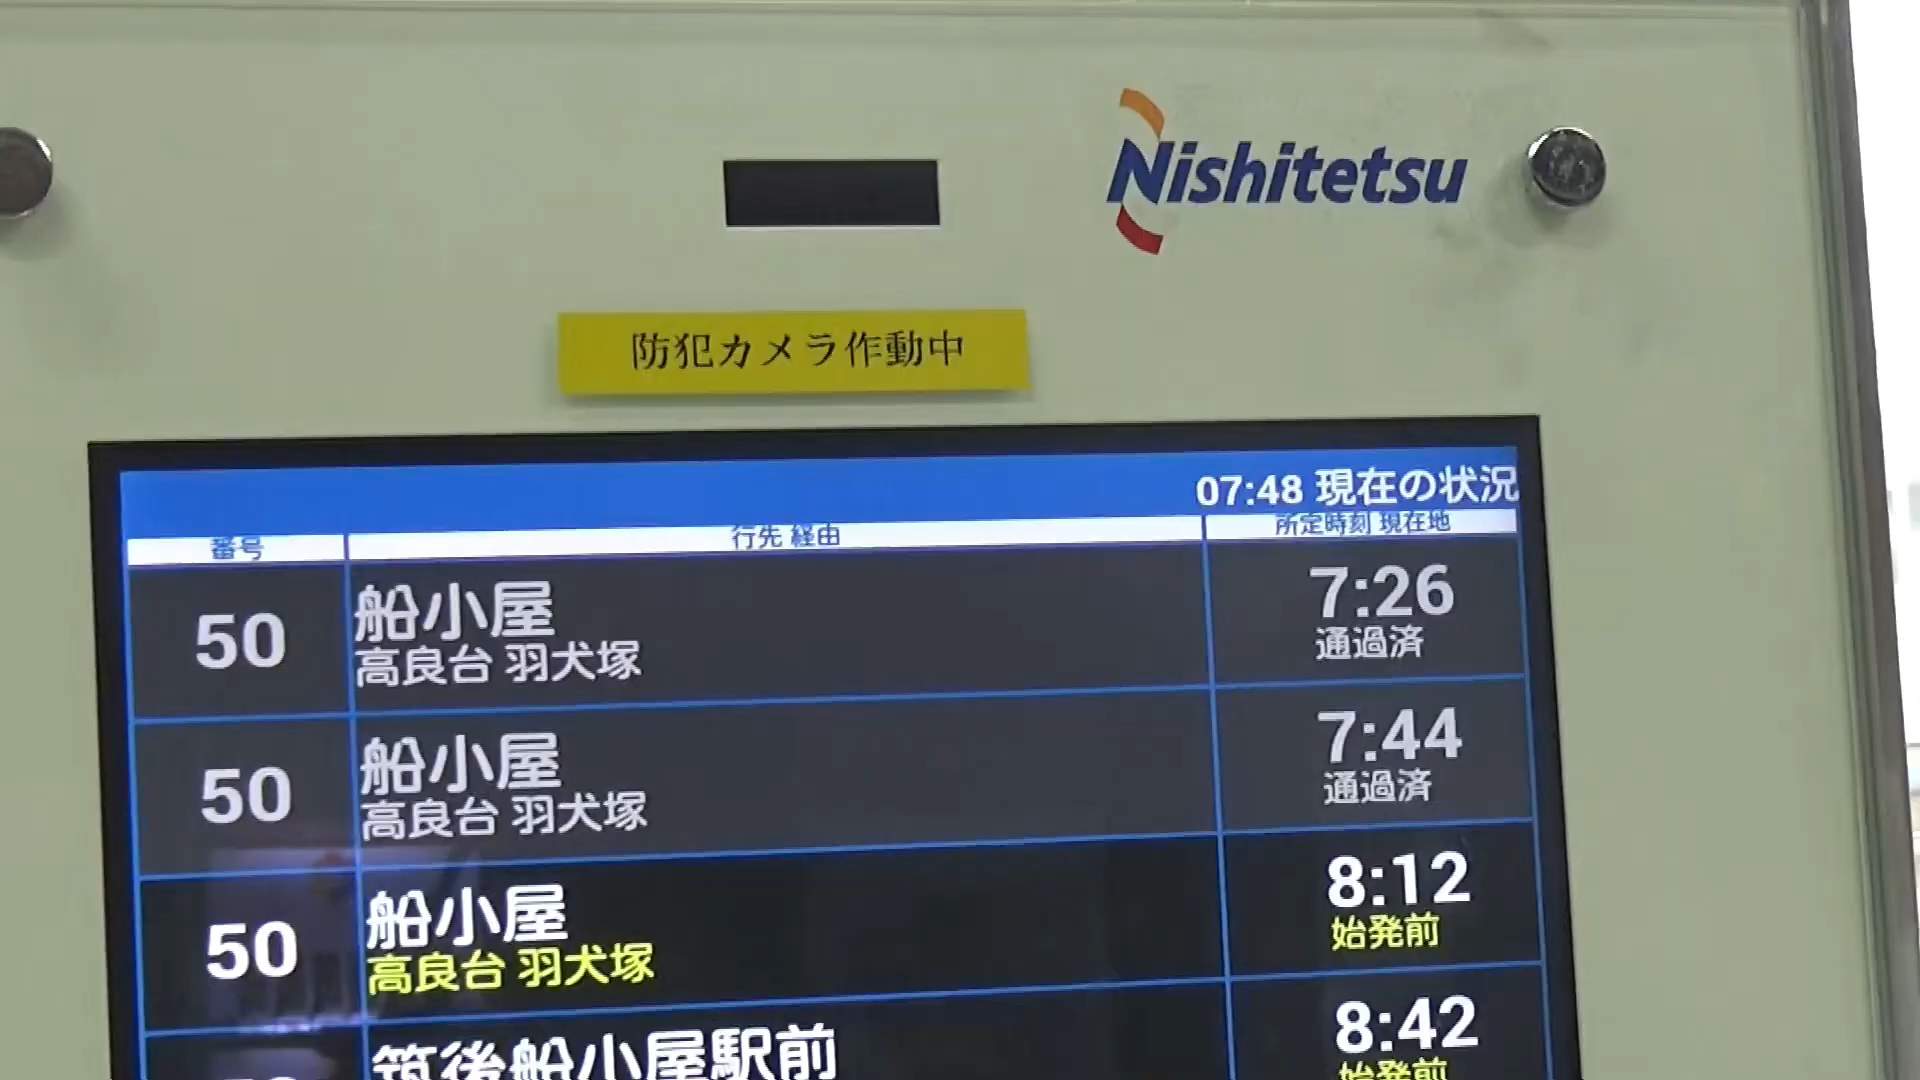 Nishitetsu
防犯カメラ作動中
07:48 現在の状況
番号 行先 経由 所定時刻 現在地
50 船小屋 7:26
高良台 羽犬塚 通過済
50 船小屋 7:44
高良台 羽犬塚 通過済
50 船小屋 8:12
高良台 羽犬塚 始発前
筑後船小屋駅前 8:42
始発前